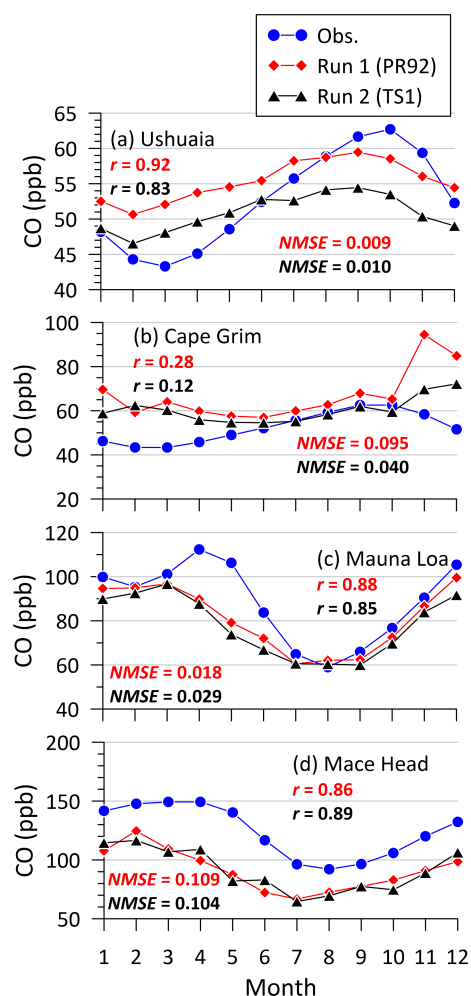 Obs.
Run 1 (PR92)
Run 2 (TS1)
65
60
55
50
45
40
CO (ppb)
(a) Ushuaia
r = 0.92
r = 0.83
NMSE = 0.009
NMSE = 0.010
100
80
60
40
20
CO (ppb)
(b) Cape Grim
r = 0.28
r = 0.12
NMSE = 0.095
NMSE = 0.040
120
100
80
60
40
CO (ppb)
(c) Mauna Loa
r = 0.88
r = 0.85
NMSE = 0.018
NMSE = 0.029
200
150
100
50
CO (ppb)
(d) Mace Head
r = 0.86
r = 0.89
NMSE = 0.109
NMSE = 0.104
1 2 3 4 5 6 7 8 9 10 11 12
Month